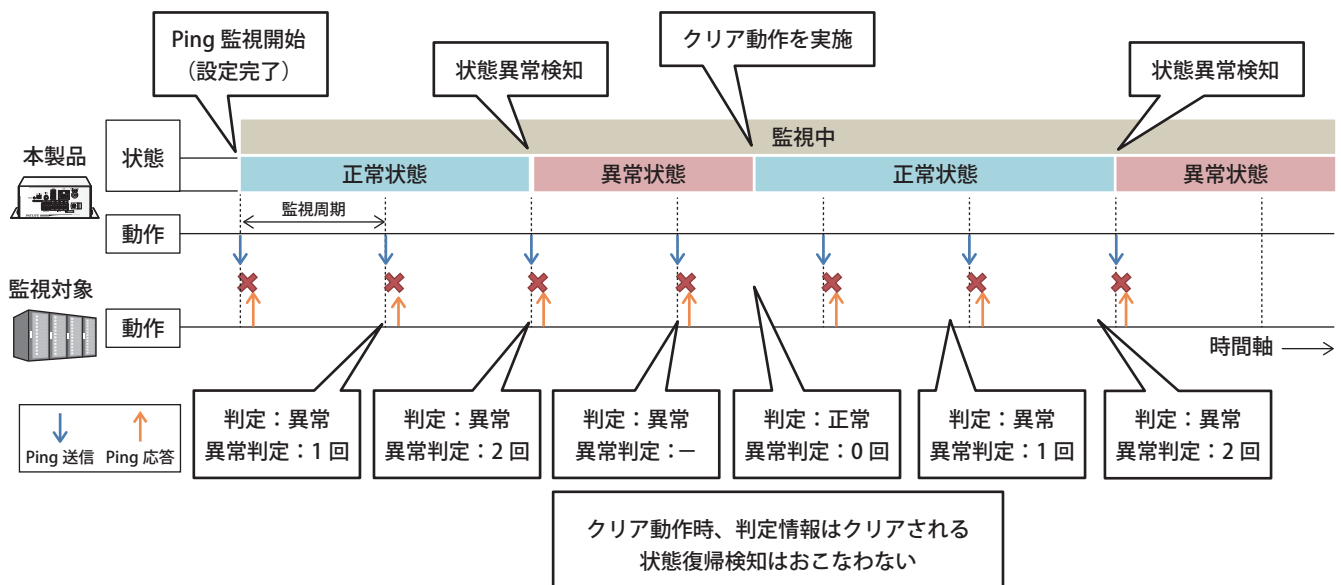 Ping 監視開始
（設定完了）
状態異常検知
クリア動作を実施
状態異常検知
本製品
状態
監視中
正常状態
異常状態
正常状態
異常状態
監視周期
動作
監視対象
動作
時間軸
Ping 送信
Ping 応答
判定：異常
異常判定：1 回
判定：異常
異常判定：2 回
判定：異常
異常判定：－
判定：正常
異常判定：0 回
判定：異常
異常判定：1 回
判定：異常
異常判定：2 回
クリア動作時、判定情報はクリアされる
状態復帰検知はおこなわない